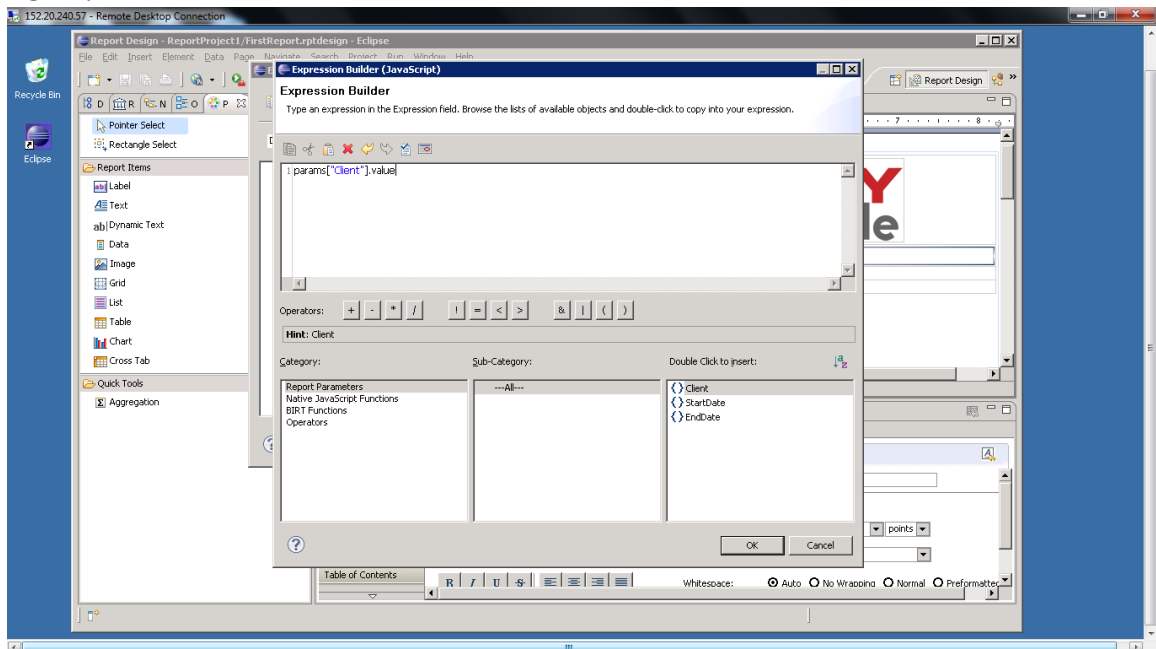 152.20.240.57 - Remote Desktop Connection
Report Design - ReportProject1/FirstReport.rptdesign - Eclipse
File Edit Insert Element Data Page Navigate Search Project Run Window Help
Recycle Bin
Eclipse
Report Design »
D R N O P
Pointer Select
Rectangle Select
Report Items
Label
Text
Dynamic Text
Data
Image
Grid
List
Table
Chart
Cross Tab
Quick Tools
Aggregation
Expression Builder (JavaScript)
Expression Builder
Type an expression in the Expression field. Browse the lists of available objects and double-click to copy into your expression.
1 params["Client"].value
Operators: + - * / ! = < > & | ( )
Hint: Client
Category: Sub-Category: Double Click to insert:
Report Parameters
Native JavaScript Functions
BIRT Functions
Operators
---All---
Client
StartDate
EndDate
OK Cancel
7 8
Y
le
points
Table of Contents
B I U S Whitespace: Auto No Wrapping Normal Preformatted